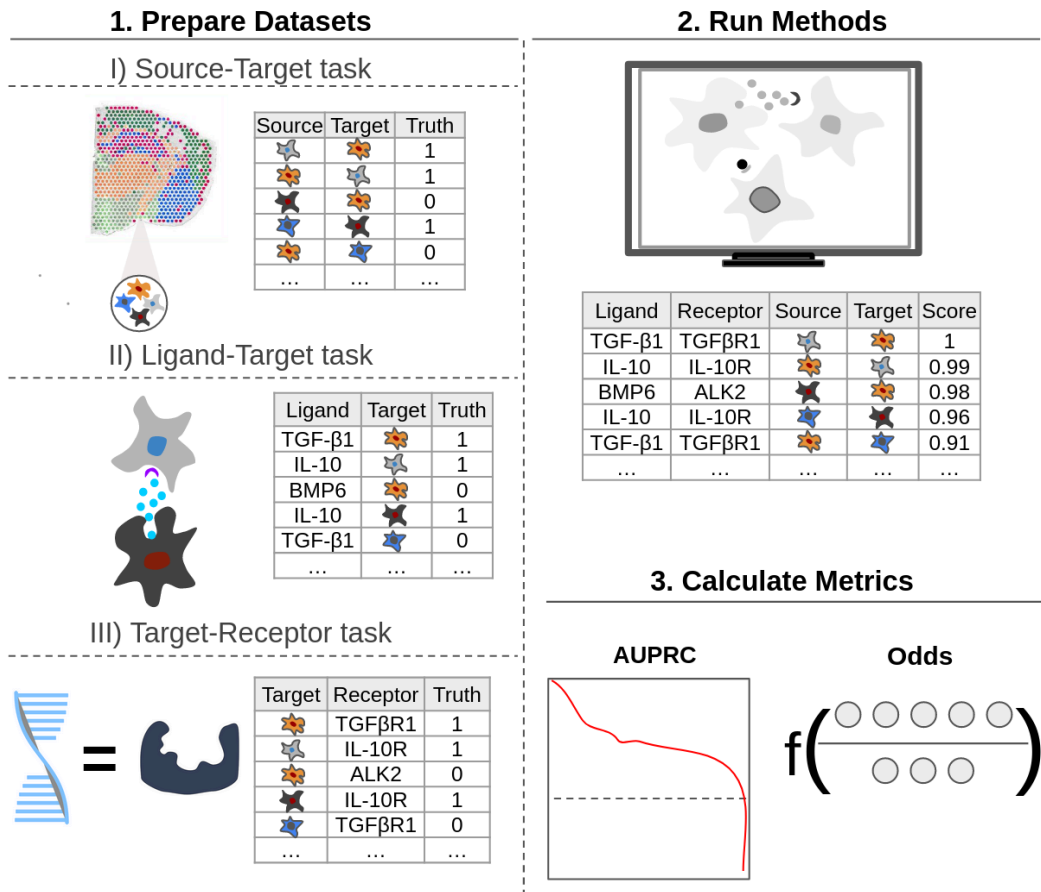 1. Prepare Datasets
I) Source-Target task
Source Target Truth
1
1
0
1
0
... ... ...
II) Ligand-Target task
Ligand Target Truth
TGF-β1 1
IL-10 1
BMP6 0
IL-10 1
TGF-β1 0
... ... ...
III) Target-Receptor task
Target Receptor Truth
TGFβR1 1
IL-10R 1
ALK2 0
IL-10R 1
TGFβR1 0
... ... ...
=
2. Run Methods
Ligand Receptor Source Target Score
TGF-β1 TGFβR1 1
IL-10 IL-10R 0.99
BMP6 ALK2 0.98
IL-10 IL-10R 0.96
TGF-β1 TGFβR1 0.91
... ... ... ... ...
3. Calculate Metrics
AUPRC
Odds
f( )